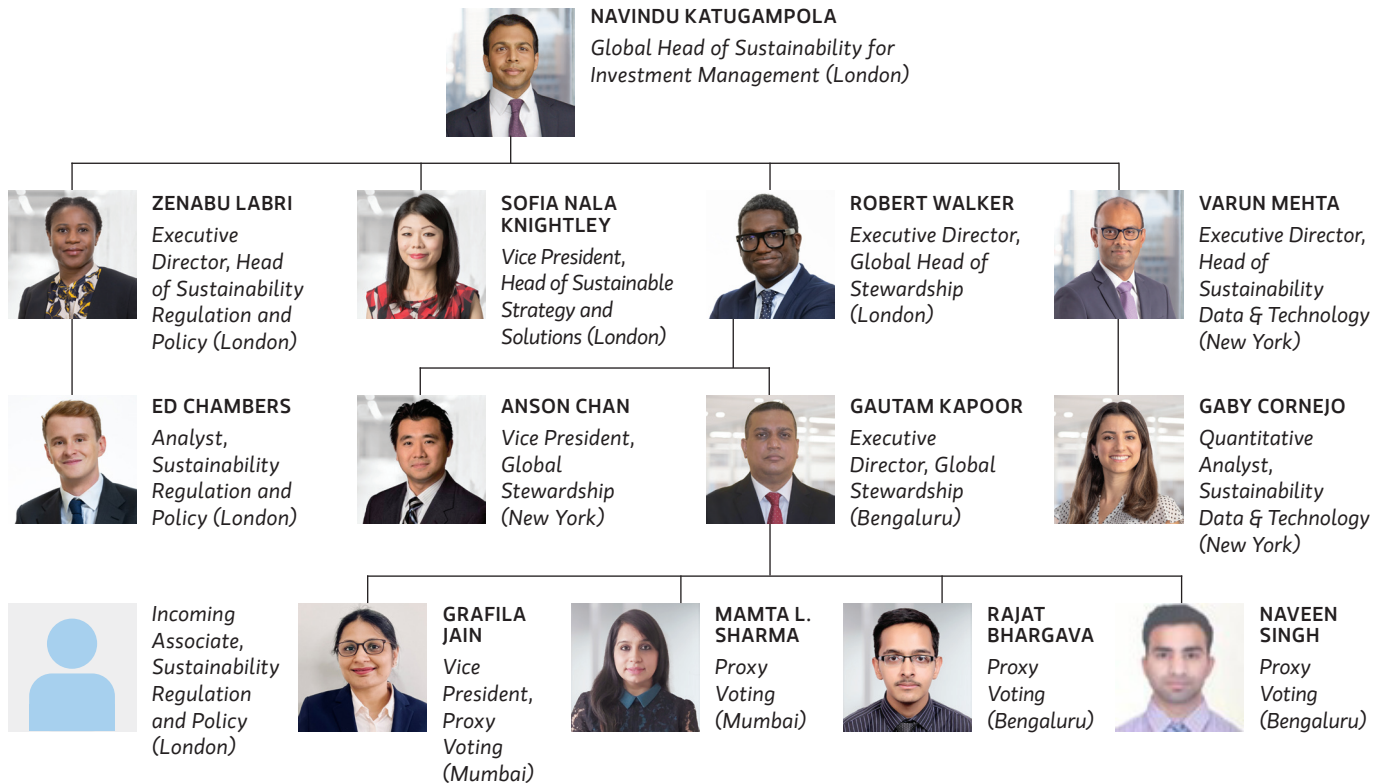 NAVINDU KATUGAMPOLA
Global Head of Sustainability for
Investment Management (London)
ZENABU LABRI
Executive
Director, Head
of Sustainability
Regulation and
Policy (London)
SOFIA NALA
KNIGHTLEY
Vice President,
Head of Sustainable
Strategy and
Solutions (London)
ROBERT WALKER
Executive Director,
Global Head of
Stewardship
(London)
VARUN MEHTA
Executive Director,
Head of
Sustainability
Data & Technology
(New York)
ED CHAMBERS
Analyst,
Sustainability
Regulation and
Policy (London)
ANSON CHAN
Vice President,
Global
Stewardship
(New York)
GAUTAM KAPOOR
Executive
Director, Global
Stewardship
(Bengaluru)
GABY CORNEJO
Quantitative
Analyst,
Sustainability
Data & Technology
(New York)
Incoming
Associate,
Sustainability
Regulation
and Policy
(London)
GRAFILA
JAIN
Vice
President,
Proxy
Voting
(Mumbai)
MAMTA L.
SHARMA
Proxy
Voting
(Mumbai)
RAJAT
BHARGAVA
Proxy
Voting
(Bengaluru)
NAVEEN
SINGH
Proxy
Voting
(Bengaluru)